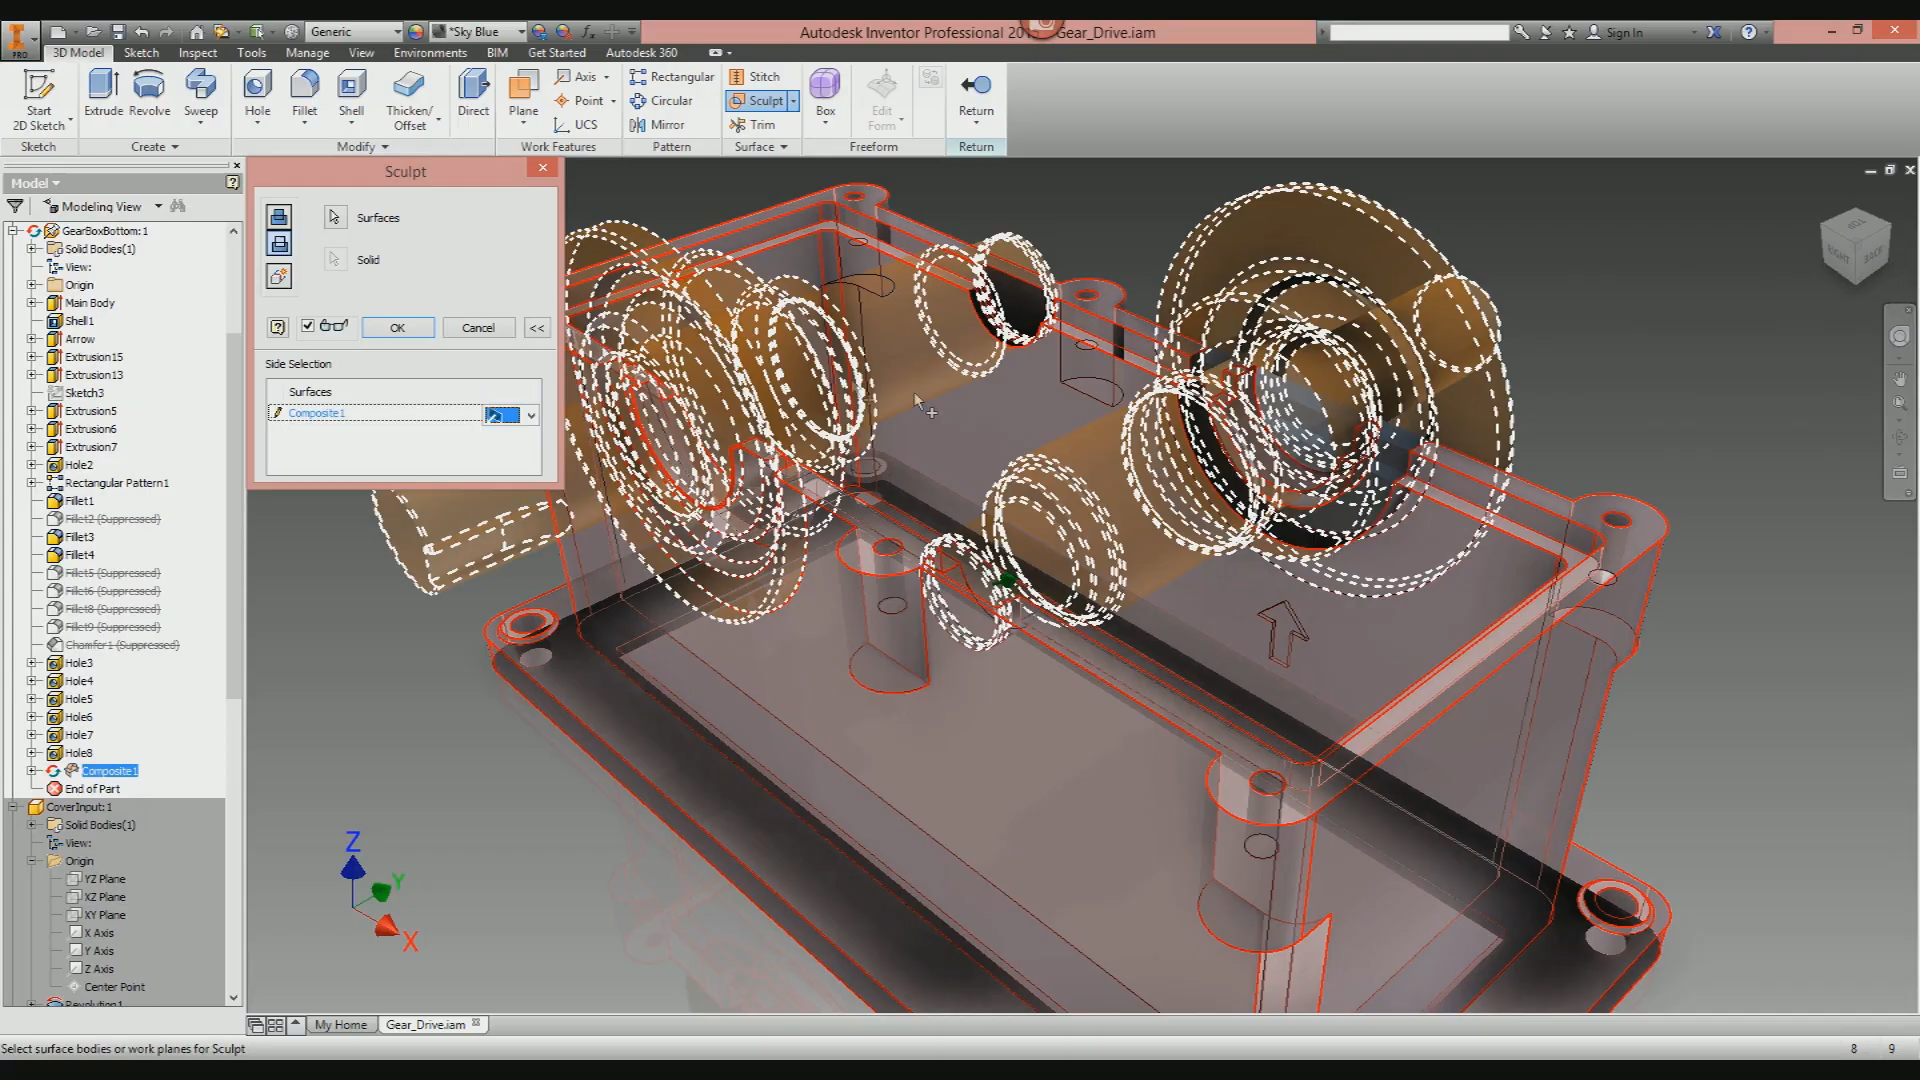 PRO
Generic
*Sky Blue
Autodesk Inventor Professional 20
Gear_Drive.iam
Sign In
3D Model
Sketch
Inspect
Tools
Manage
View
Environments
BIM
Get Started
Autodesk 360
Start
2D Sketch
Extrude
Revolve
Sweep
Hole
Fillet
Shell
Thicken/
Offset
Direct
Plane
Axis
Point
UCS
Rectangular
Circular
Mirror
Stitch
Sculpt
Trim
Box
Edit
Form
Return
Sketch
Create
Modify
Work Features
Pattern
Surface
Freeform
Return
Model
Modeling View
GearBoxBottom:1
Solid Bodies(1)
View:
Origin
Main Body
Shell1
Arrow
Extrusion15
Extrusion13
Sketch3
Extrusion5
Extrusion6
Extrusion7
Hole2
Rectangular Pattern1
Fillet1
Fillet2 (Suppressed)
Fillet3
Fillet4
Fillet5 (Suppressed)
Fillet6 (Suppressed)
Fillet8 (Suppressed)
Fillet9 (Suppressed)
Chamfer1 (Suppressed)
Hole3
Hole4
Hole5
Hole6
Hole7
Hole8
Composite1
End of Part
CoverInput:1
Solid Bodies(1)
View:
Origin
YZ Plane
XZ Plane
XY Plane
X Axis
Y Axis
Z Axis
Center Point
Revolution1
Sculpt
Surfaces
Solid
OK
Cancel
<<
Side Selection
Surfaces
Composite1
TOP
RIGHT
BACK
Z
Y
X
My Home
Gear_Drive.iam
Select surface bodies or work planes for Sculpt
8
9